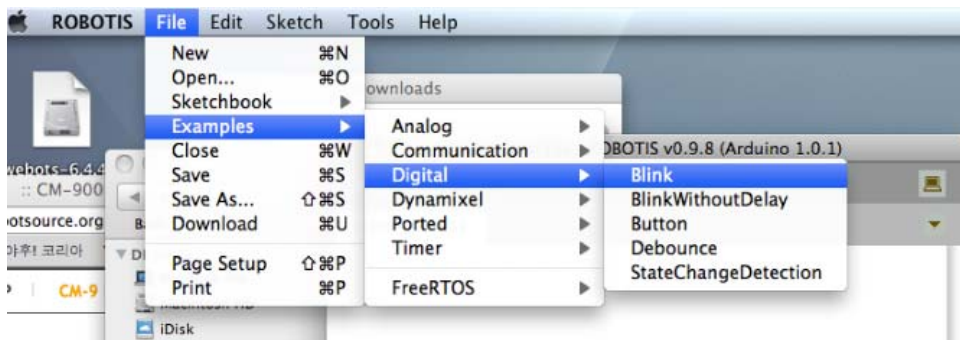 ROBOTIS File Edit Sketch Tools Help
New ⌘N
Open... ⌘O
Sketchbook
Examples
Close ⌘W
Save ⌘S
Save As... ⇧⌘S
Download ⌘U
Page Setup ⇧⌘P
Print ⌘P
Analog
Communication
Digital
Dynamixel
Ported
Timer
FreeRTOS
Blink
BlinkWithoutDelay
Button
Debounce
StateChangeDetection
ownloads
OBOTIS v0.9.8 (Arduino 1.0.1)
webots-6.4.4
:: CM-900
otsource.org
야후! 코리아
CM-9
iDisk